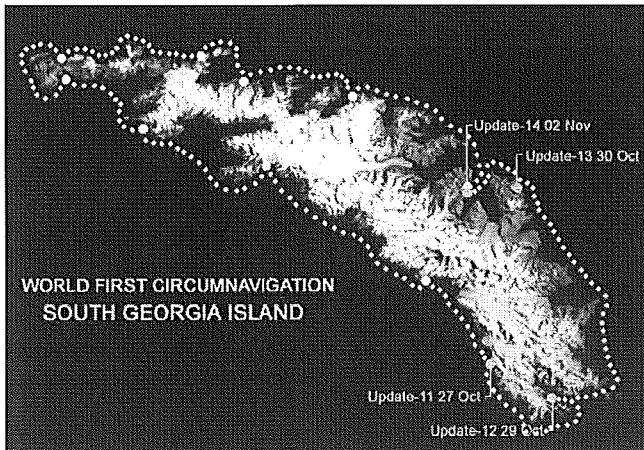 Update-14 02 Nov
Update-13 30 Oct
WORLD FIRST CIRCUMNAVIGATION
SOUTH GEORGIA ISLAND
Update-11 27 Oct
Update-12 29 Oct